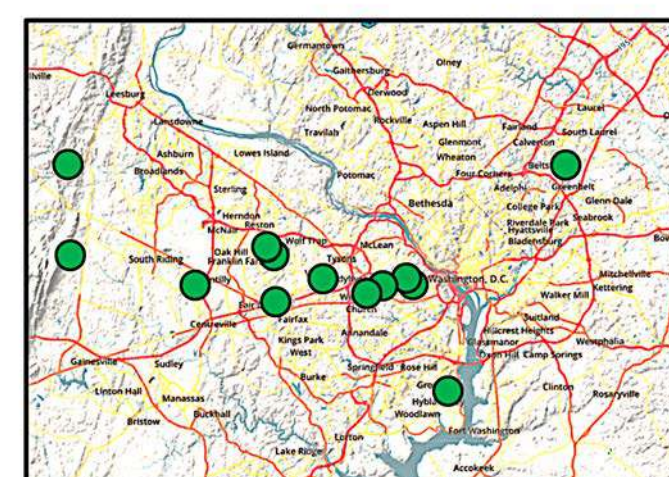 Germantown
Olney
Gaithersburg
Derwood
Leesburg
North Potomac
Rockville
Laurel
Lansdowne
Travilah
Aspen Hill
Fairland
South Laurel
Glenmont
Calverton
Ashburn
Lowes Island
Wheaton
Broadlands
Potomac
Four Corners
Sterling
Adelphi
Greenbelt
Bethesda
Glenn Dale
Herndon
College Park
Seabrook
McNair
Reston
Riverdale Park
Hyattsville
Wolf Trap
McLean
Bladensburg
Oak Hill
South Riding
Franklin Fa
Tysons
Mitchellville
Washington, D.C.
Kettering
Walker Mill
Church
Centreville
Fairfax
Suitland
Annandale
Hillcrest Heights
Kings Park
West
Glassmanor
Westphalia
Oxon Hill
Camp Springs
Gainesville
Sudley
Springfield
Rose Hill
Burke
Linton Hall
Clinton
Manassas
Rosaryville
Buckhall
Woodlawn
Bristow
Lorton
Fort Washington
Lake Ridge
Accokeek